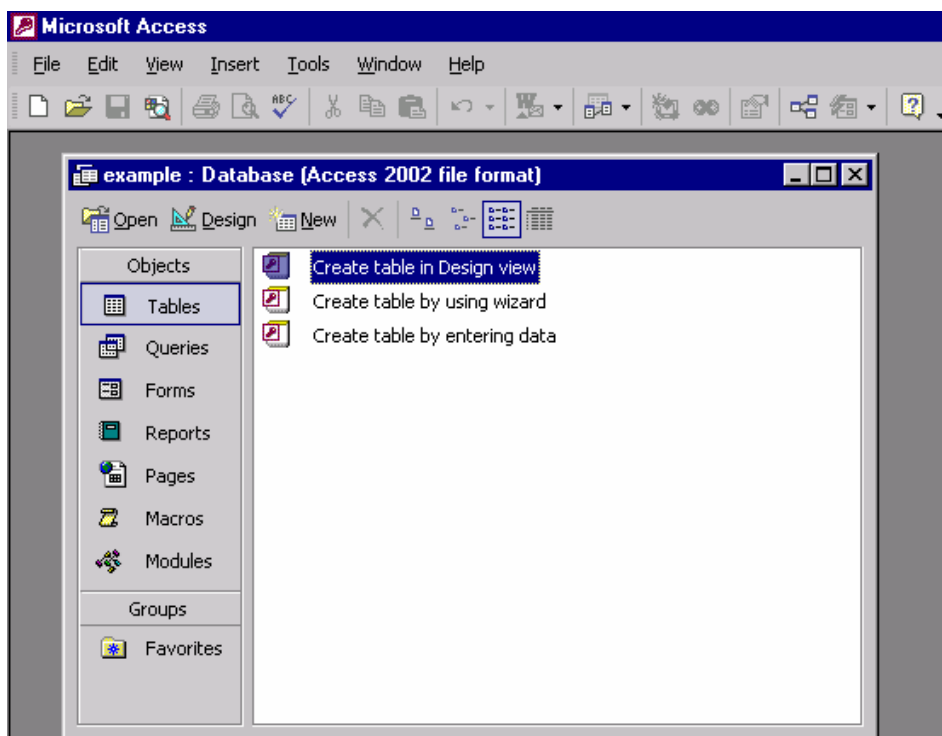 Microsoft Access
File Edit View Insert Tools Window Help
ABC
example : Database (Access 2002 file format)
Open Design New
Objects
Create table in Design view
Tables
Create table by using wizard
Queries
Create table by entering data
Forms
Reports
Pages
Macros
Modules
Groups
Favorites